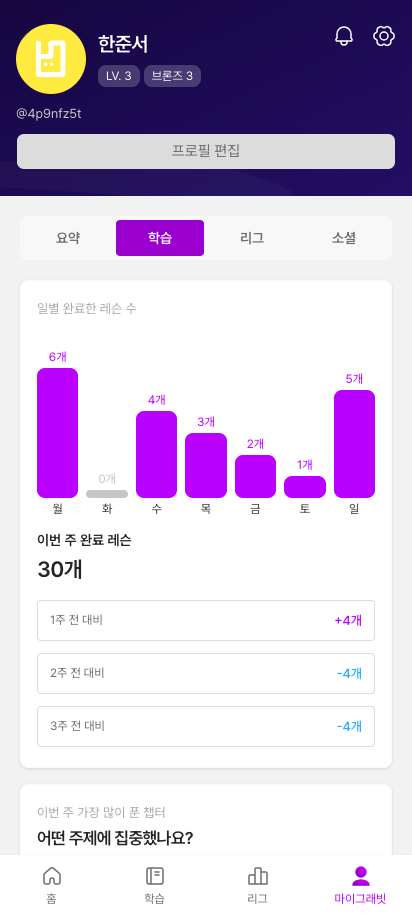 한준서
LV. 3 브론즈 3
@4p9nfz5t
프로필 편집
요약 학습 리그 소셜
일별 완료한 레슨 수
6개 0개 4개 3개 2개 1개 5개
월 화 수 목 금 토 일
이번 주 완료 레슨
30개
1주 전 대비 +4개
2주 전 대비 -4개
3주 전 대비 -4개
이번 주 가장 많이 푼 챕터
어떤 주제에 집중했나요?
홈 학습 리그 마이그래빗